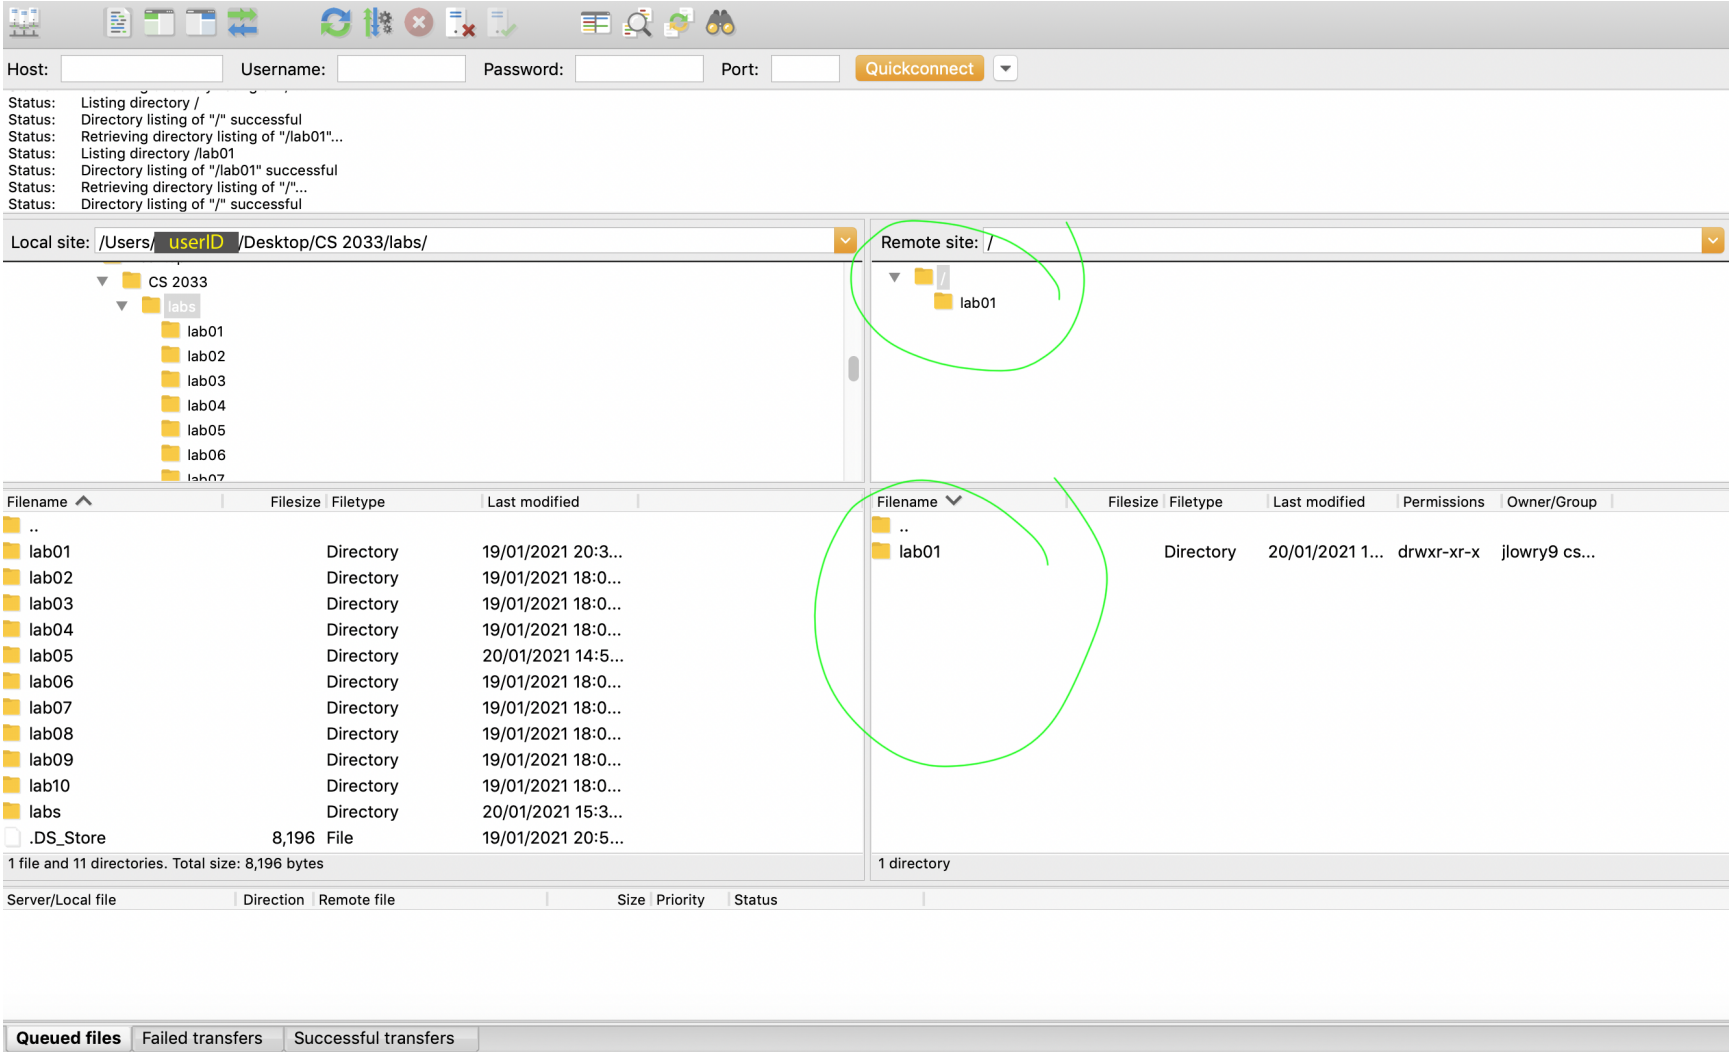 Host: Username: Password: Port: Quickconnect
Status: Listing directory /
Status: Directory listing of "/" successful
Status: Retrieving directory listing of "/lab01"...
Status: Listing directory /lab01
Status: Directory listing of "/lab01" successful
Status: Retrieving directory listing of "/"...
Status: Directory listing of "/" successful
Local site: /Users/ userID /Desktop/CS 2033/labs/
CS 2033
labs
lab01
lab02
lab03
lab04
lab05
lab06
lab07
Remote site: /
/
lab01
Filename Filesize Filetype Last modified
..
lab01 Directory 19/01/2021 20:3...
lab02 Directory 19/01/2021 18:0...
lab03 Directory 19/01/2021 18:0...
lab04 Directory 19/01/2021 18:0...
lab05 Directory 20/01/2021 14:5...
lab06 Directory 19/01/2021 18:0...
lab07 Directory 19/01/2021 18:0...
lab08 Directory 19/01/2021 18:0...
lab09 Directory 19/01/2021 18:0...
lab10 Directory 19/01/2021 18:0...
labs Directory 20/01/2021 15:3...
.DS_Store 8,196 File 19/01/2021 20:5...
1 file and 11 directories. Total size: 8,196 bytes
Filename Filesize Filetype Last modified Permissions Owner/Group
..
lab01 Directory 20/01/2021 1... drwxr-xr-x jlowry9 cs...
1 directory
Server/Local file Direction Remote file Size Priority Status
Queued files Failed transfers Successful transfers